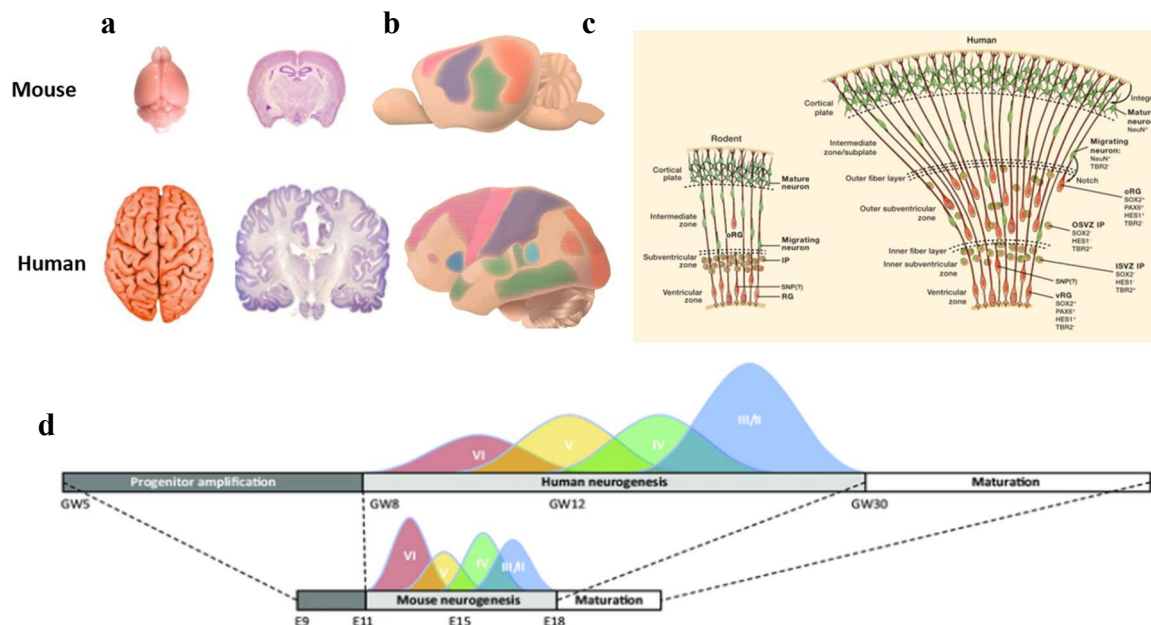 a
b
c
Mouse
Human
Rodent
Cortical
plate
Mature
neuron
Intermediate
zone
oRG
Migrating
neuron
Subventricular
zone
IP
SNP(?)
Ventricular
zone
RG
Human
Cortical
plate
Integri
Mature
neuron
NeuN⁺
Intermediate
zone/subplate
Migrating
neuron:
NeuN⁺
TBR2⁻
Outer fiber layer
Notch
Outer subventricular
zone
oRG
SOX2⁺
PAX6⁺
HES1⁺
TBR2⁻
OSVZ IP
SOX2⁻
HES1⁻
TBR2⁺
Inner fiber layer
Inner subventricular
zone
ISVZ IP
SOX2⁻
HES1⁻
TBR2⁺
SNP(?)
Ventricular
zone
vRG
SOX2⁺
PAX6⁺
HES1⁺
TBR2⁻
d
VI
V
IV
III/II
Progenitor amplification
Human neurogenesis
Maturation
GW5
GW8
GW12
GW30
VI
V
IV
III/II
Mouse neurogenesis
Maturation
E9
E11
E15
E18